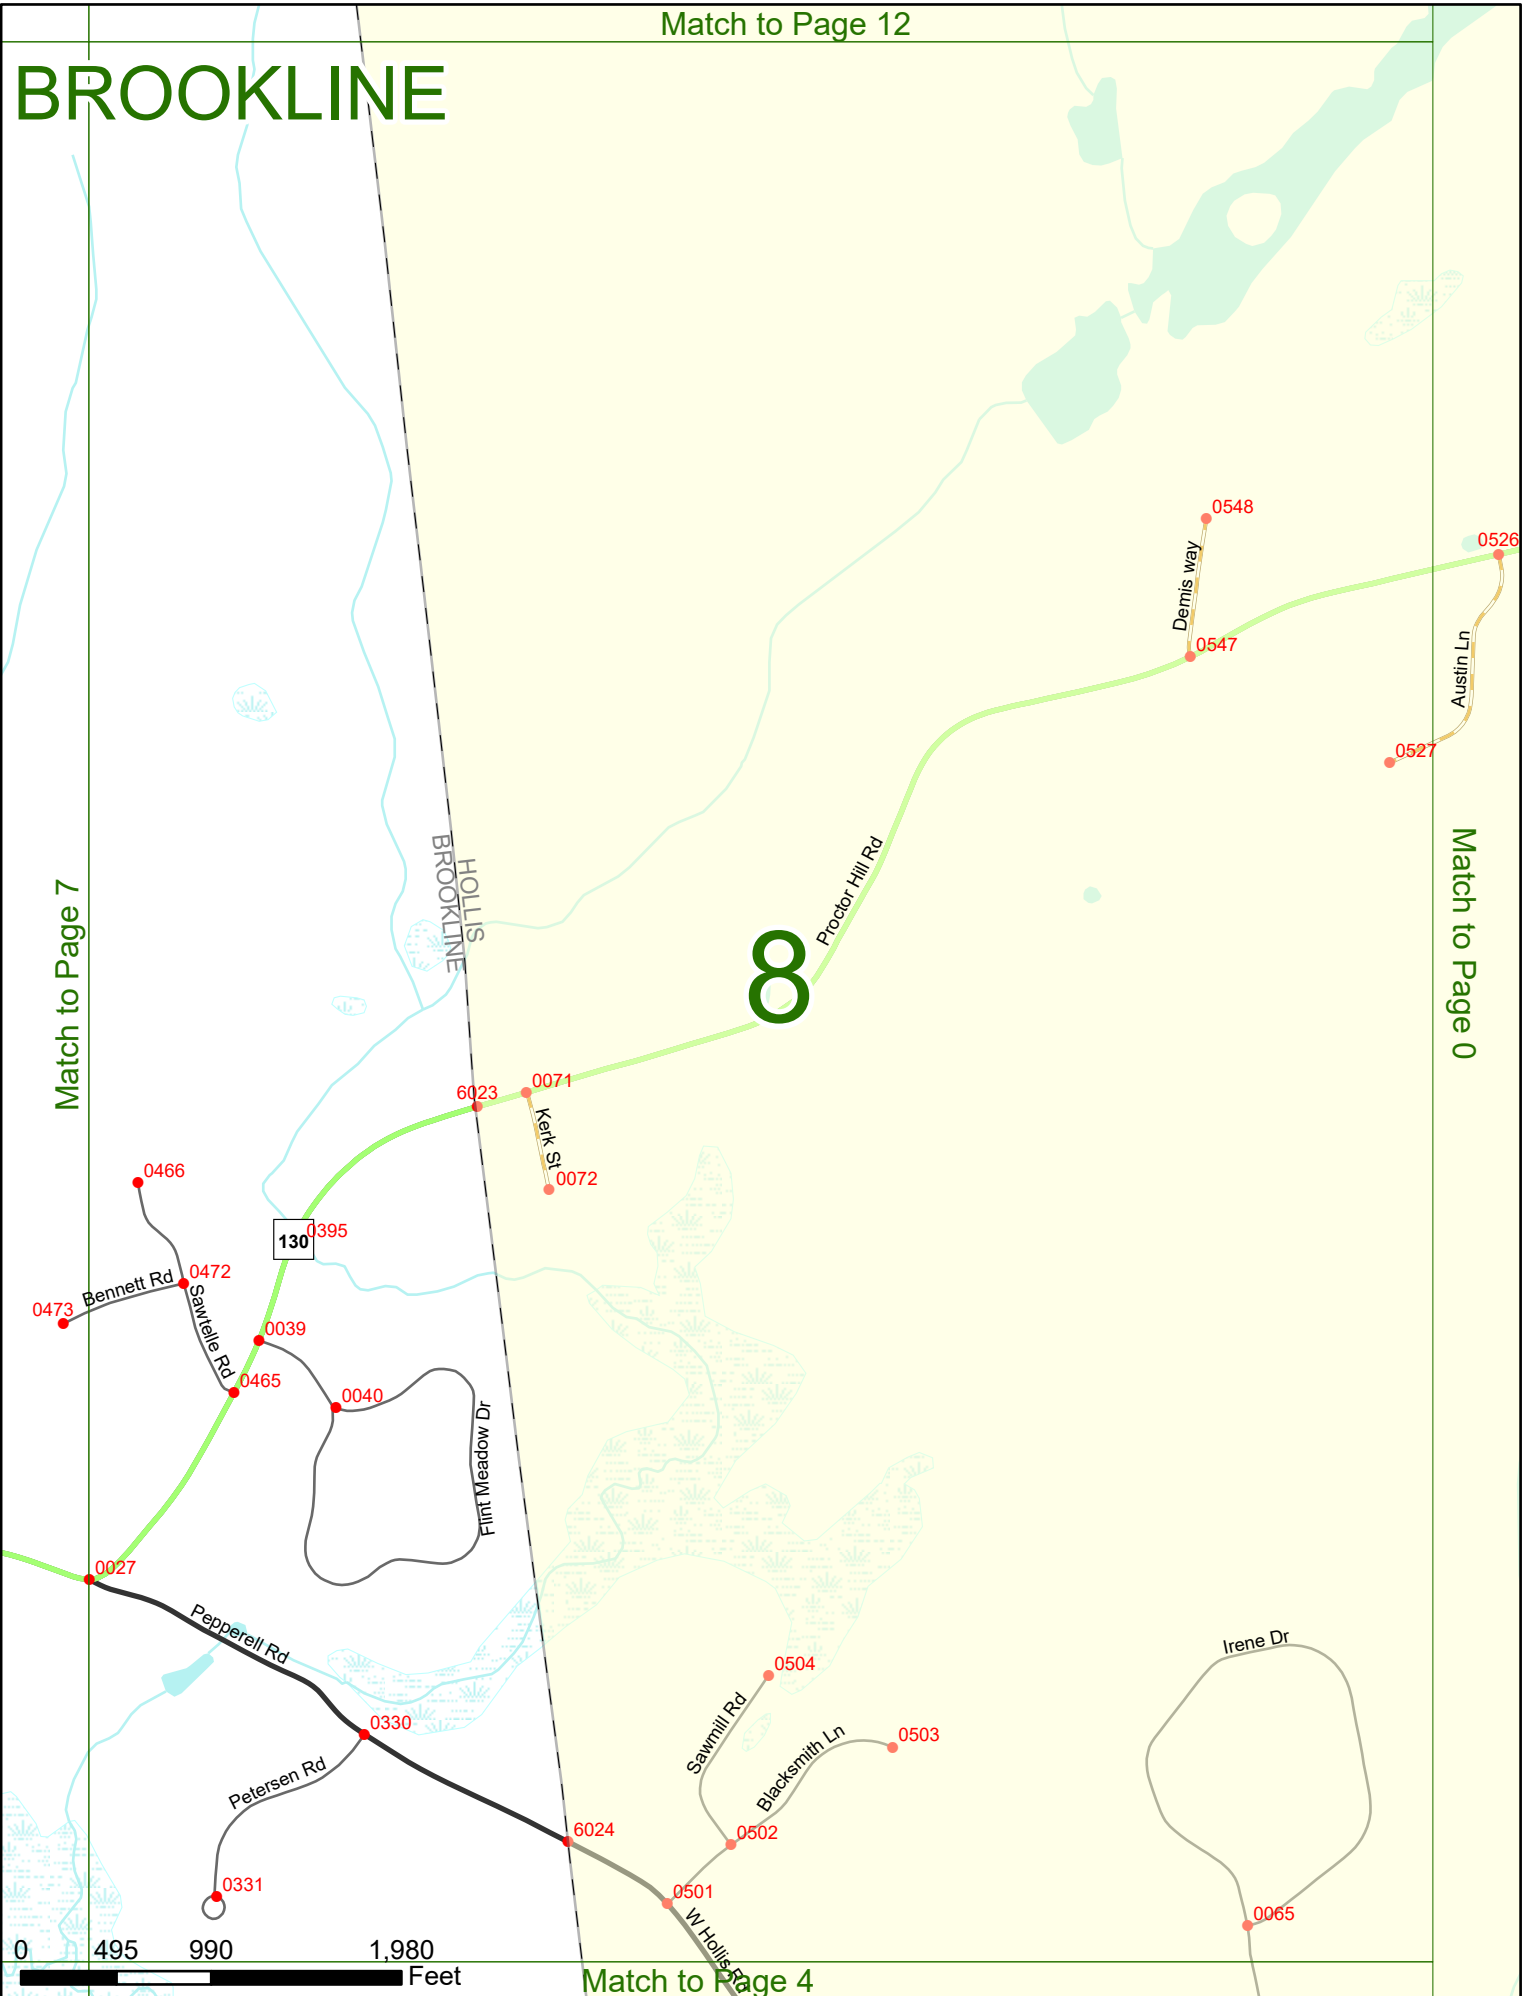 Match to Page 12
BROOKLINE
0548
0526
Demis way
0547
Austin Ln
0527
Proctor Hill Rd
HOLLIS
BROOKLINE
Match to Page 7
8
Match to Page 0
0071
6023
Kerk St
0072
0466
0395
130
0472
Bennett Rd
0473
Sawtelle Rd
0039
0465
0040
Flint Meadow Dr
0027
Pepperell Rd
Irene Dr
0504
Sawmill Rd
0330
0503
Blacksmith Ln
Petersen Rd
6024
0502
0331
0501
0065
W Hollis Rd
0 495 990 1,980
Feet
Match to Page 4